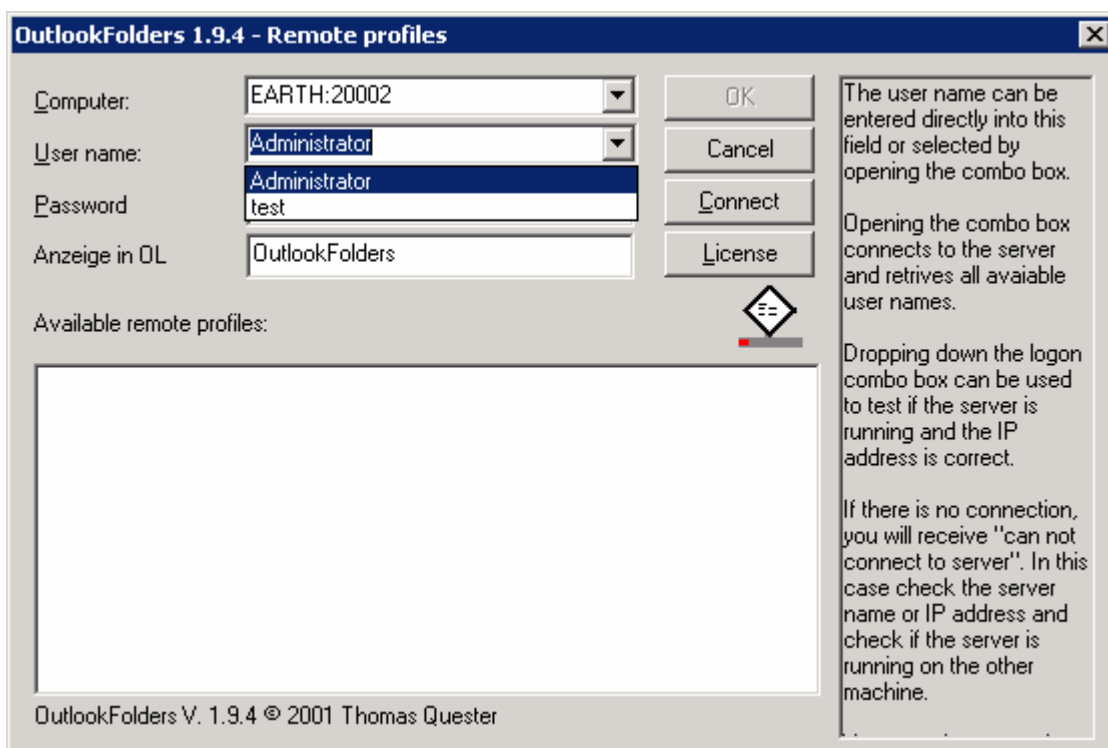 OutlookFolders 1.9.4 - Remote profiles
Computer:
EARTH:20002
OK
User name:
Administrator
Cancel
Administrator
test
Password
Connect
Anzeige in OL
OutlookFolders
License
Available remote profiles:
OutlookFolders V. 1.9.4 © 2001 Thomas Quester
The user name can be
entered directly into this
field or selected by
opening the combo box.
Opening the combo box
connects to the server
and retrives all avaiable
user names.
Dropping down the logon
combo box can be used
to test if the server is
running and the IP
address is correct.
If there is no connection,
you will receive "can not
connect to server". In this
case check the server
name or IP address and
check if the server is
running on the other
machine.